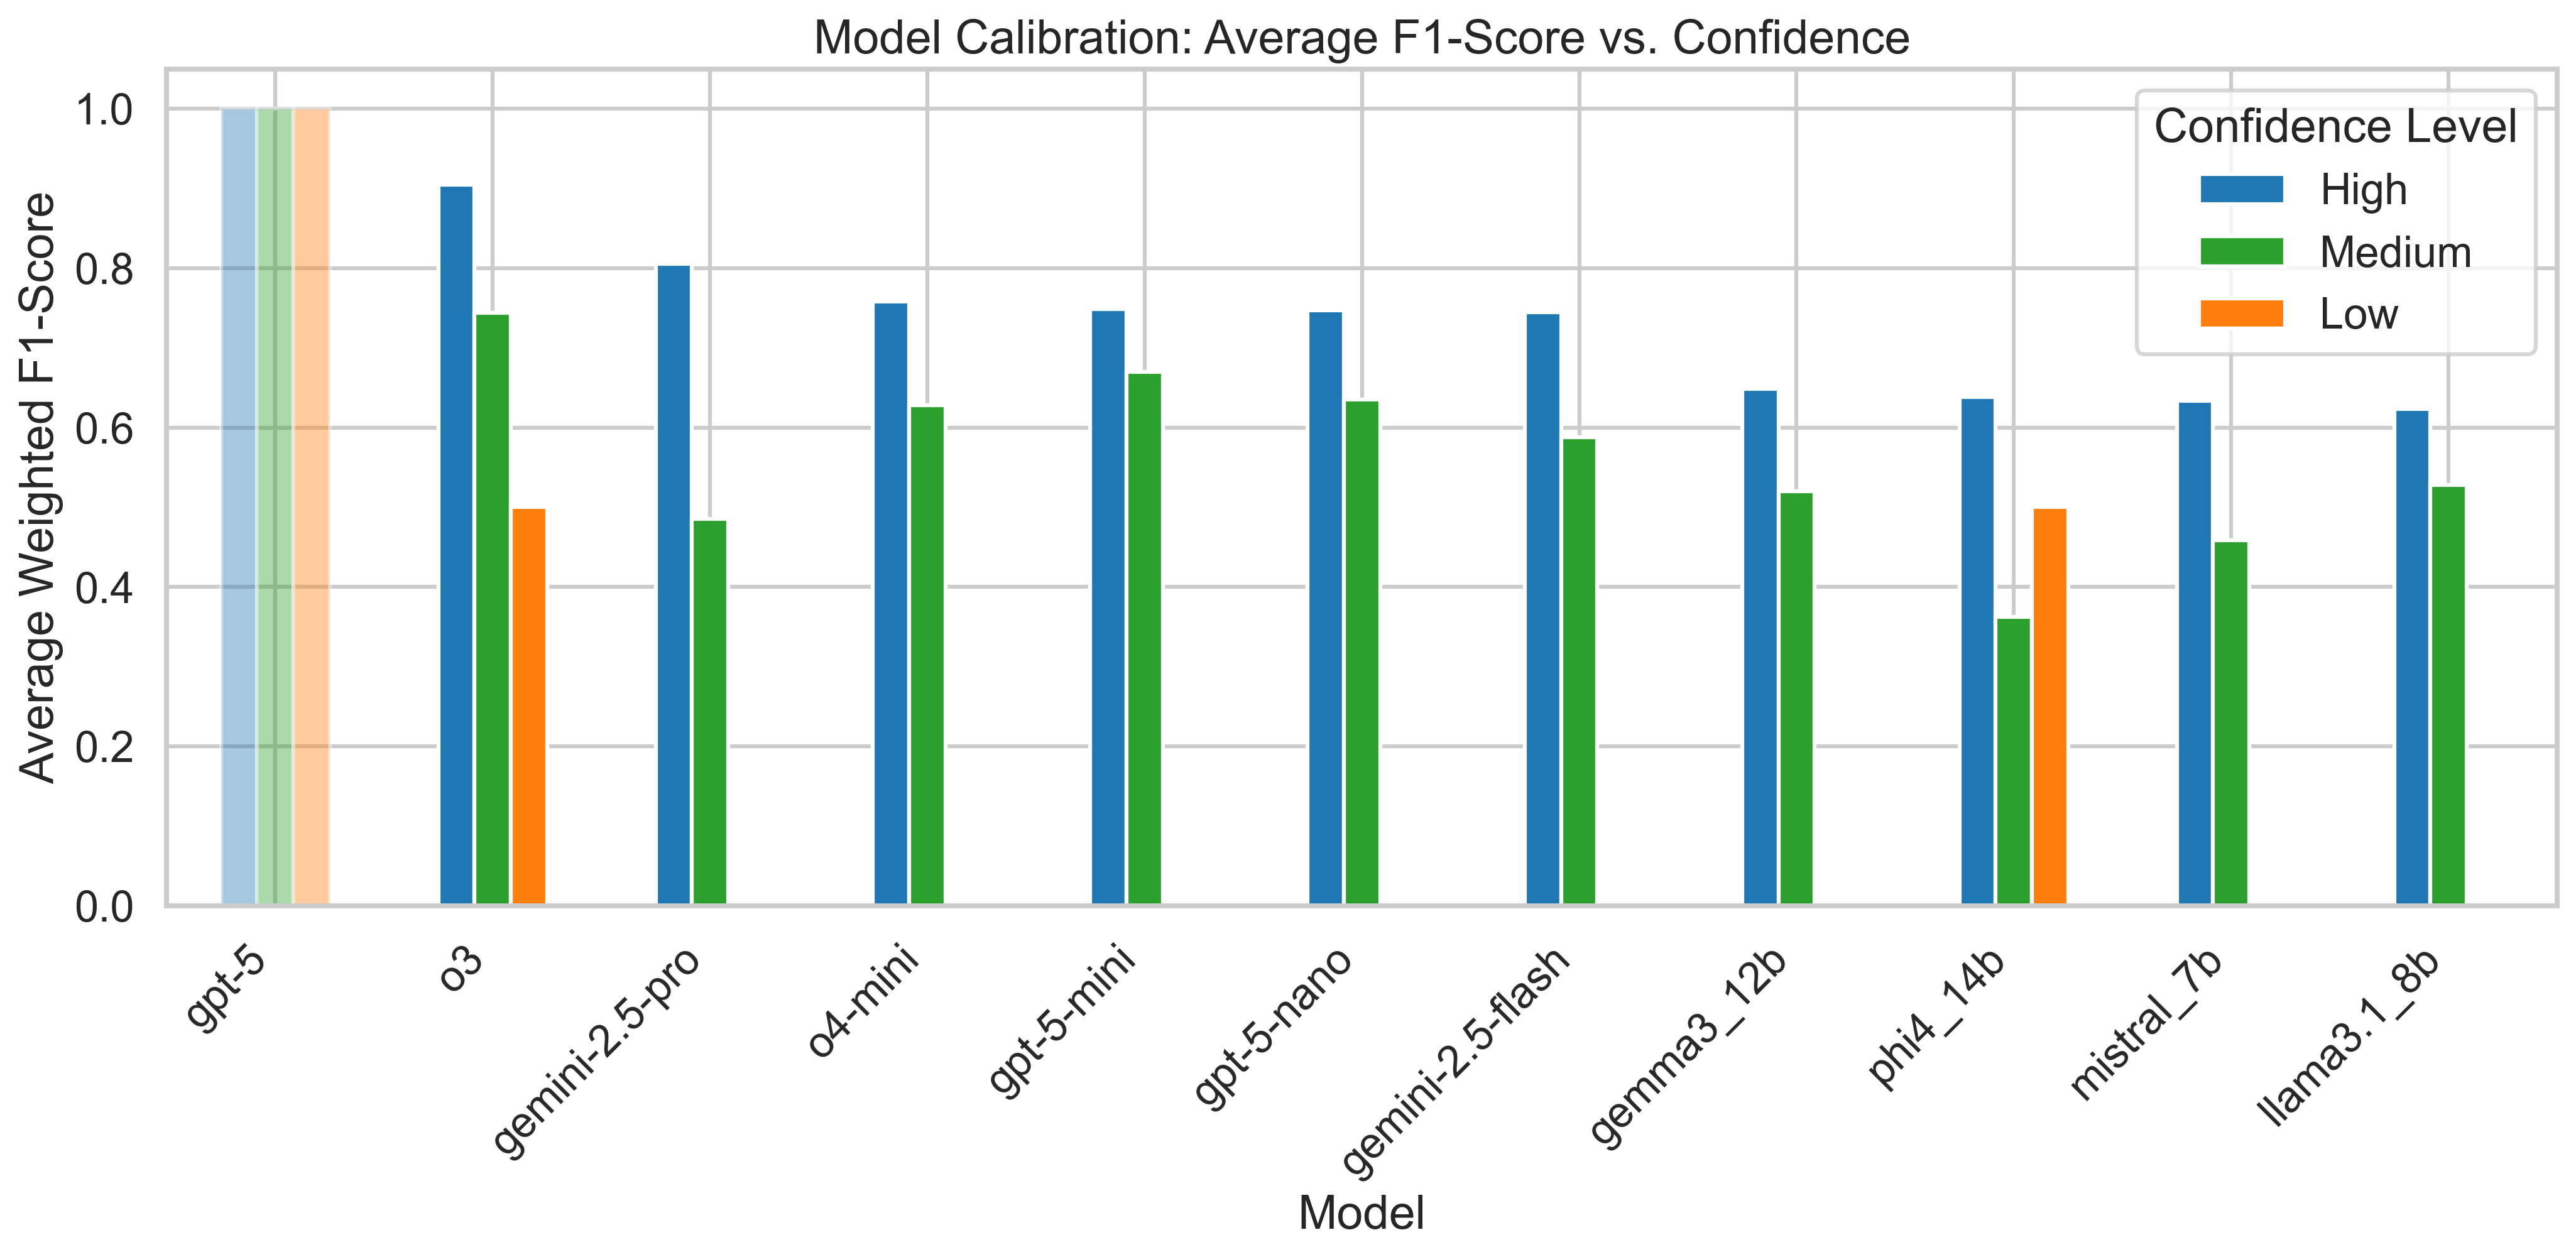 Model Calibration: Average F1-Score vs. Confidence
Average Weighted F1-Score
1.0
0.8
0.6
0.4
0.2
0.0
Confidence Level
High
Medium
Low
gpt-5
o3
gemini-2.5-pro
o4-mini
gpt-5-mini
gpt-5-nano
gemini-2.5-flash
gemma3_12b
phi4_14b
mistral_7b
llama3.1_8b
Model